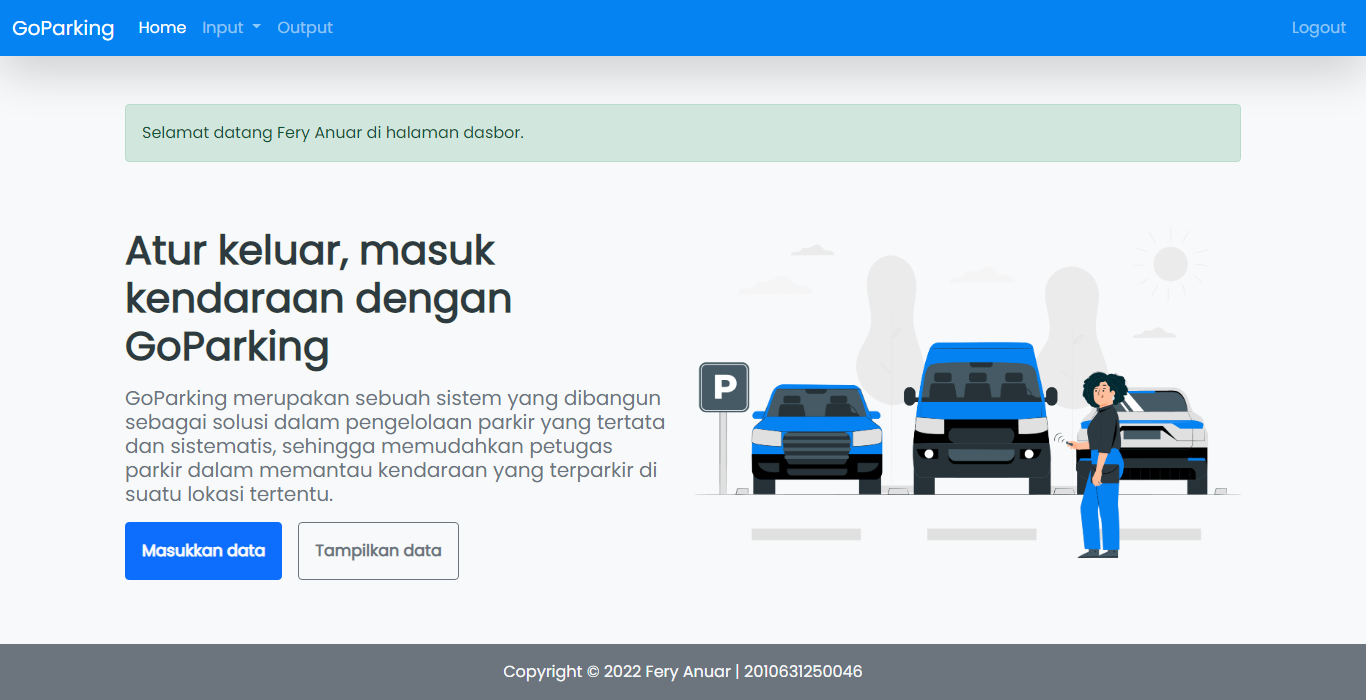 GoParking Home Input Output Logout
Selamat datang Fery Anuar di halaman dasbor.
Atur keluar, masuk
kendaraan dengan
GoParking
GoParking merupakan sebuah sistem yang dibangun
sebagai solusi dalam pengelolaan parkir yang tertata
dan sistematis, sehingga memudahkan petugas
parkir dalam memantau kendaraan yang terparkir di
suatu lokasi tertentu.
Masukkan data Tampilkan data
P
Copyright © 2022 Fery Anuar | 2010631250046